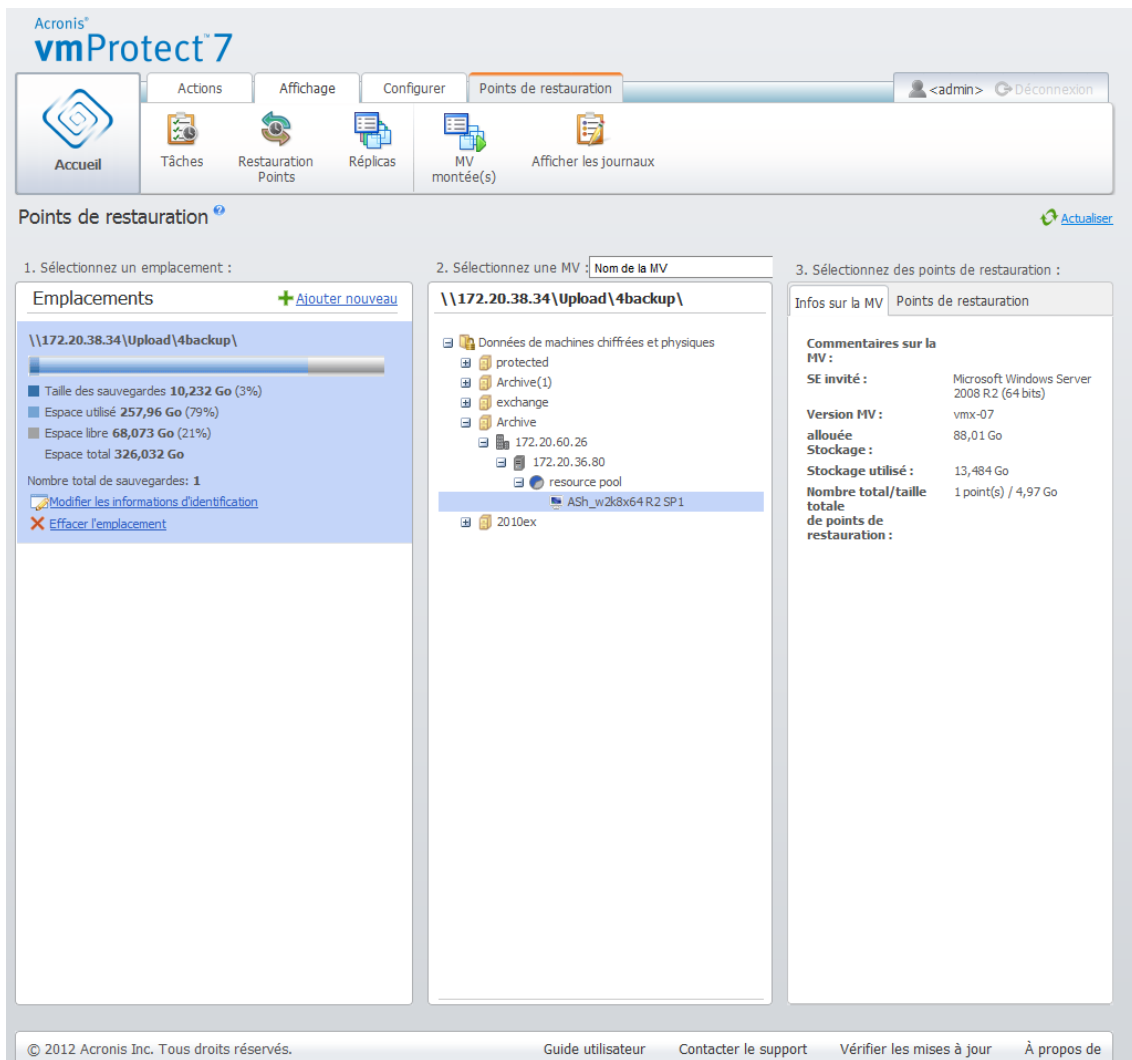 Acronis®
vmProtect™ 7
Actions Affichage Configurer Points de restauration <admin> Déconnexion
Accueil
Tâches
Restauration Points
Réplicas
MV montée(s)
Afficher les journaux
Points de restauration ?
Actualiser
1. Sélectionnez un emplacement :
Emplacements Ajouter nouveau
\\172.20.38.34\Upload\4backup\
Taille des sauvegardes 10,232 Go (3%)
Espace utilisé 257,96 Go (79%)
Espace libre 68,073 Go (21%)
Espace total 326,032 Go
Nombre total de sauvegardes: 1
Modifier les informations d'identification
Effacer l'emplacement
2. Sélectionnez une MV : Nom de la MV
\\172.20.38.34\Upload\4backup\
Données de machines chiffrées et physiques
protected
Archive(1)
exchange
Archive
172.20.60.26
172.20.36.80
resource pool
ASh_w2k8x64 R2 SP1
2010ex
3. Sélectionnez des points de restauration :
Infos sur la MV Points de restauration
Commentaires sur la
MV :
SE invité : Microsoft Windows Server
2008 R2 (64 bits)
Version MV : vmx-07
allouée
Stockage : 88,01 Go
Stockage utilisé : 13,484 Go
Nombre total/taille 1 point(s) / 4,97 Go
totale
de points de
restauration :
© 2012 Acronis Inc. Tous droits réservés. Guide utilisateur Contacter le support Vérifier les mises à jour À propos de